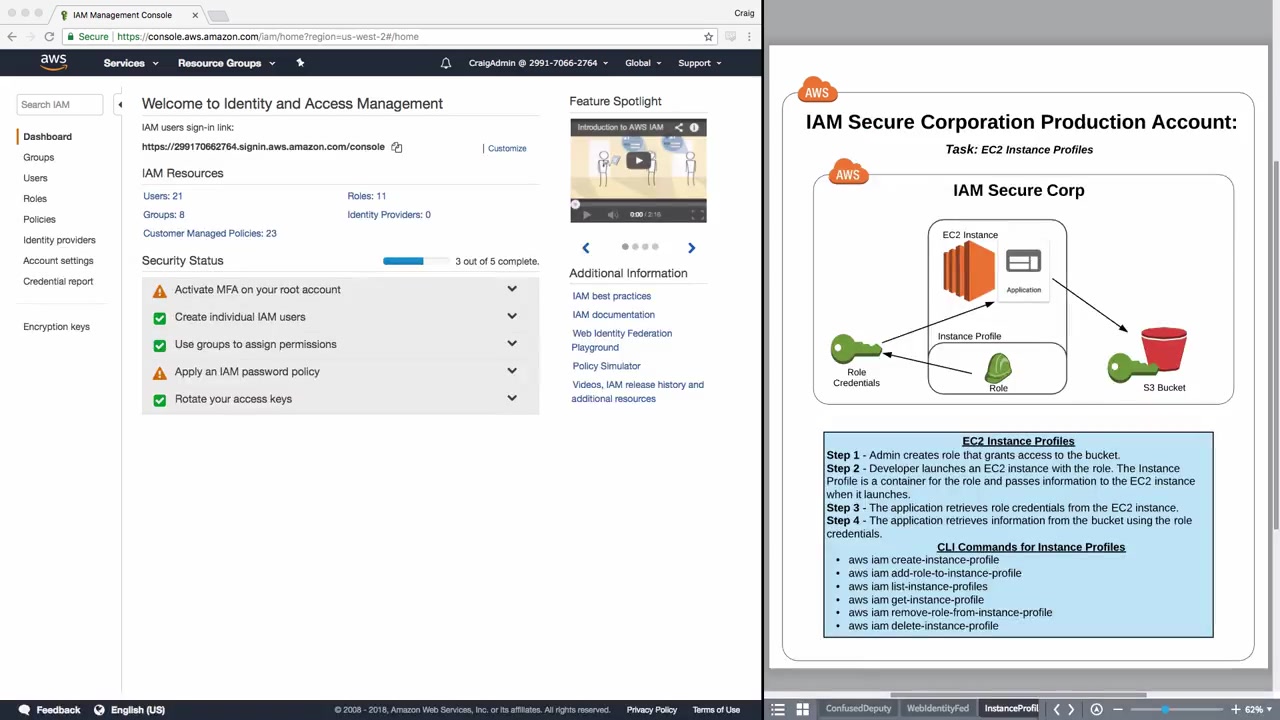 IAM Management Console
Craig
Secure
https://console.aws.amazon.com/iam/home?region=us-west-2#/home
aws
Services
Resource Groups
CraigAdmin @ 2991-7066-2764
Global
Support
Search IAM
Dashboard
Groups
Users
Roles
Policies
Identity providers
Account settings
Credential report
Encryption keys
Welcome to Identity and Access Management
IAM users sign-in link:
https://299170662764.signin.aws.amazon.com/console
Customize
IAM Resources
Users: 21
Roles: 11
Groups: 8
Identity Providers: 0
Customer Managed Policies: 23
Security Status
3 out of 5 complete.
Activate MFA on your root account
Create individual IAM users
Use groups to assign permissions
Apply an IAM password policy
Rotate your access keys
Feature Spotlight
Introduction to AWS IAM
0:00 / 2:16
Additional Information
IAM best practices
IAM documentation
Web Identity Federation
Playground
Policy Simulator
Videos, IAM release history and
additional resources
Feedback
English (US)
© 2008 - 2018, Amazon Web Services, Inc. or its affiliates. All rights reserved.
Privacy Policy
Terms of Use
AWS
IAM Secure Corporation Production Account:
Task: EC2 Instance Profiles
AWS
IAM Secure Corp
EC2 Instance
Application
Instance Profile
Role
Credentials
Role
S3 Bucket
EC2 Instance Profiles
Step 1 - Admin creates role that grants access to the bucket.
Step 2 - Developer launches an EC2 instance with the role. The Instance
Profile is a container for the role and passes information to the EC2 instance
when it launches.
Step 3 - The application retrieves role credentials from the EC2 instance.
Step 4 - The application retrieves information from the bucket using the role
credentials.
CLI Commands for Instance Profiles
• aws iam create-instance-profile
• aws iam add-role-to-instance-profile
• aws iam list-instance-profiles
• aws iam get-instance-profile
• aws iam remove-role-from-instance-profile
• aws iam delete-instance-profile
ConfusedDeputy
WebIdentityFed
InstanceProfil
62%